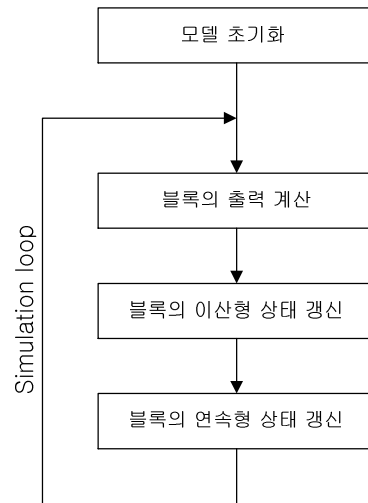 모델 초기화
블록의 출력 계산
블록의 이산형 상태 갱신
블록의 연속형 상태 갱신
Simulation loop